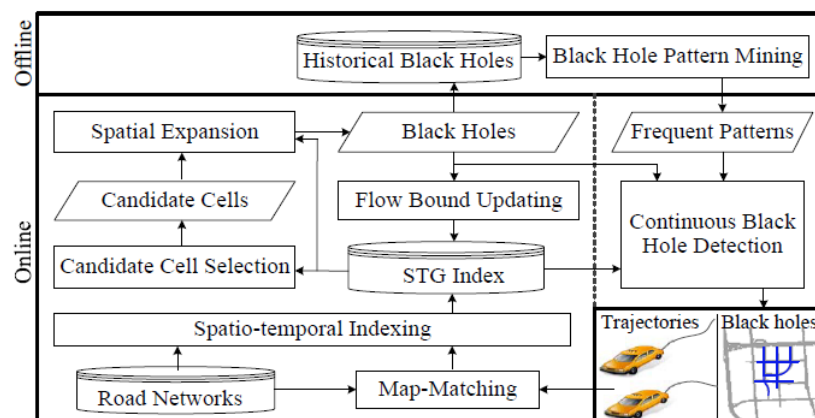 Offline
Historical Black Holes
Black Hole Pattern Mining
Online
Spatial Expansion
Black Holes
Frequent Patterns
Candidate Cells
Flow Bound Updating
Continuous Black
Hole Detection
Candidate Cell Selection
STG Index
Spatio-temporal Indexing
Trajectories
Black holes
Road Networks
Map-Matching